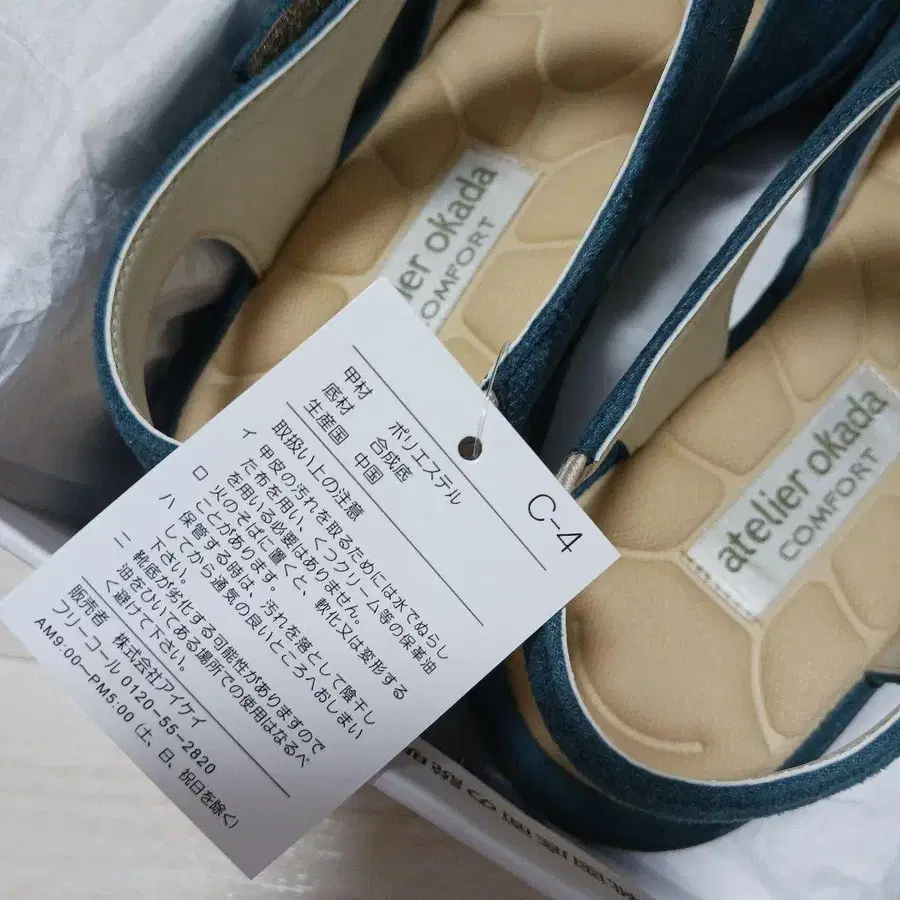 atelier okada
COMFORT
atelier okada
COMFORT
C-4
甲材 ポリエステル
底材 合成底
生産国 中国
取扱い上の注意
イ 甲皮の汚れを取るためには水でぬらし
た布を用い、くつクリーム等の保革油
を用いる必要はありません。
ロ 火のそばに置くと、軟化又は変形する
ことがあります。
ハ 保管する時は、汚れを落として陰干し
してから通気の良いところへおしまい
下さい。
ニ 靴底が劣化する可能性がありますので
油をひいてある場所での使用はなるべ
く避けて下さい。
販売者 株式会社アイケイ
フリーコール 0120-55-2820
AM9:00―PM5:00 (土、日、祝日を除く)